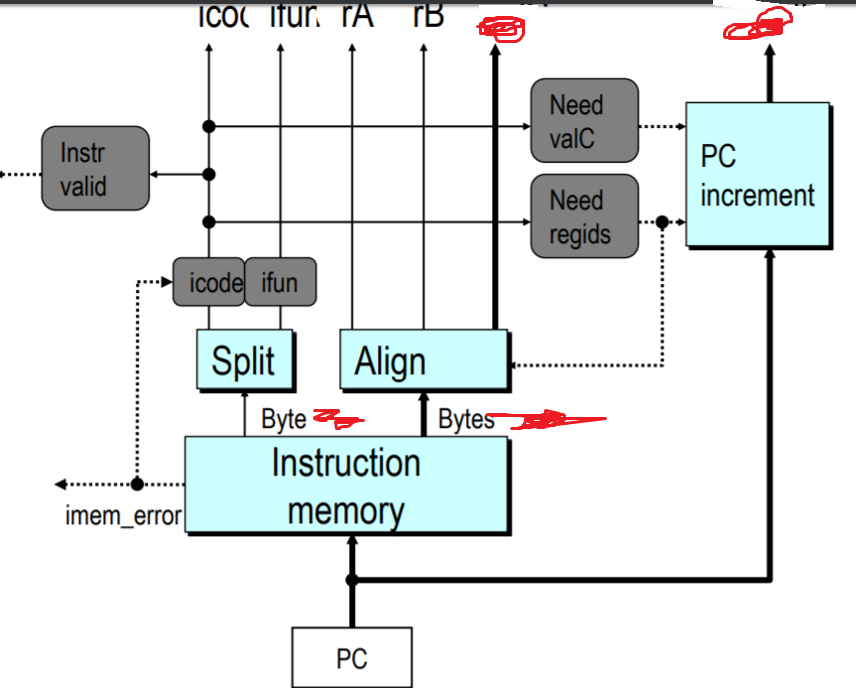 icode ifun rA rB
Need
valC
Instr
valid
PC
increment
Need
regids
icode ifun
Split
Align
Byte
Bytes
Instruction
memory
imem_error
PC